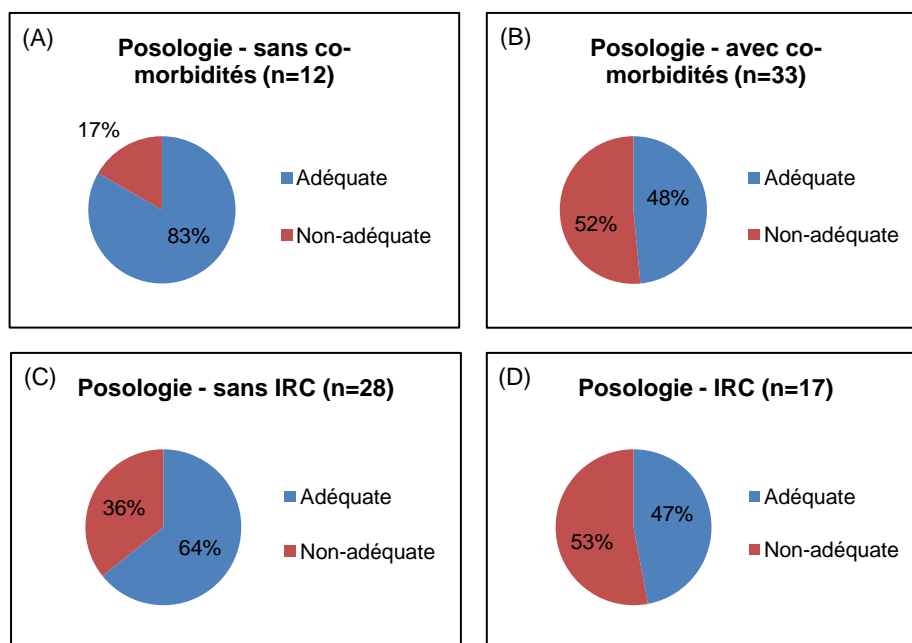 (A)
Posologie - sans co-
morbidités (n=12)
17%
83%
Adéquate
Non-adéquate
(B)
Posologie - avec co-
morbidités (n=33)
48%
52%
Adéquate
Non-adéquate
(C)
Posologie - sans IRC (n=28)
36%
64%
Adéquate
Non-adéquate
(D)
Posologie - IRC (n=17)
47%
53%
Adéquate
Non-adéquate